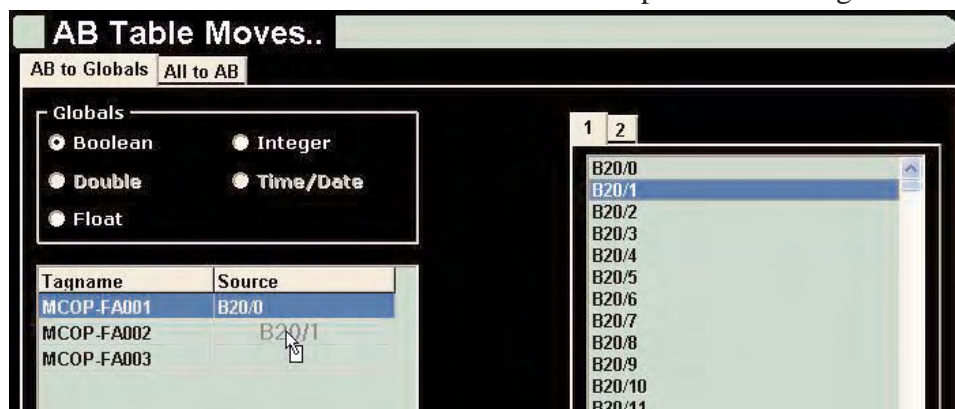 AB Table Moves..
AB to Globals All to AB
Globals
Boolean Integer
Double Time/Date
Float
Tagname Source
MCOP-FA001 B20/0
MCOP-FA002 B20/1
MCOP-FA003
1 2
B20/0
B20/1
B20/2
B20/3
B20/4
B20/5
B20/6
B20/7
B20/8
B20/9
B20/10
B20/11